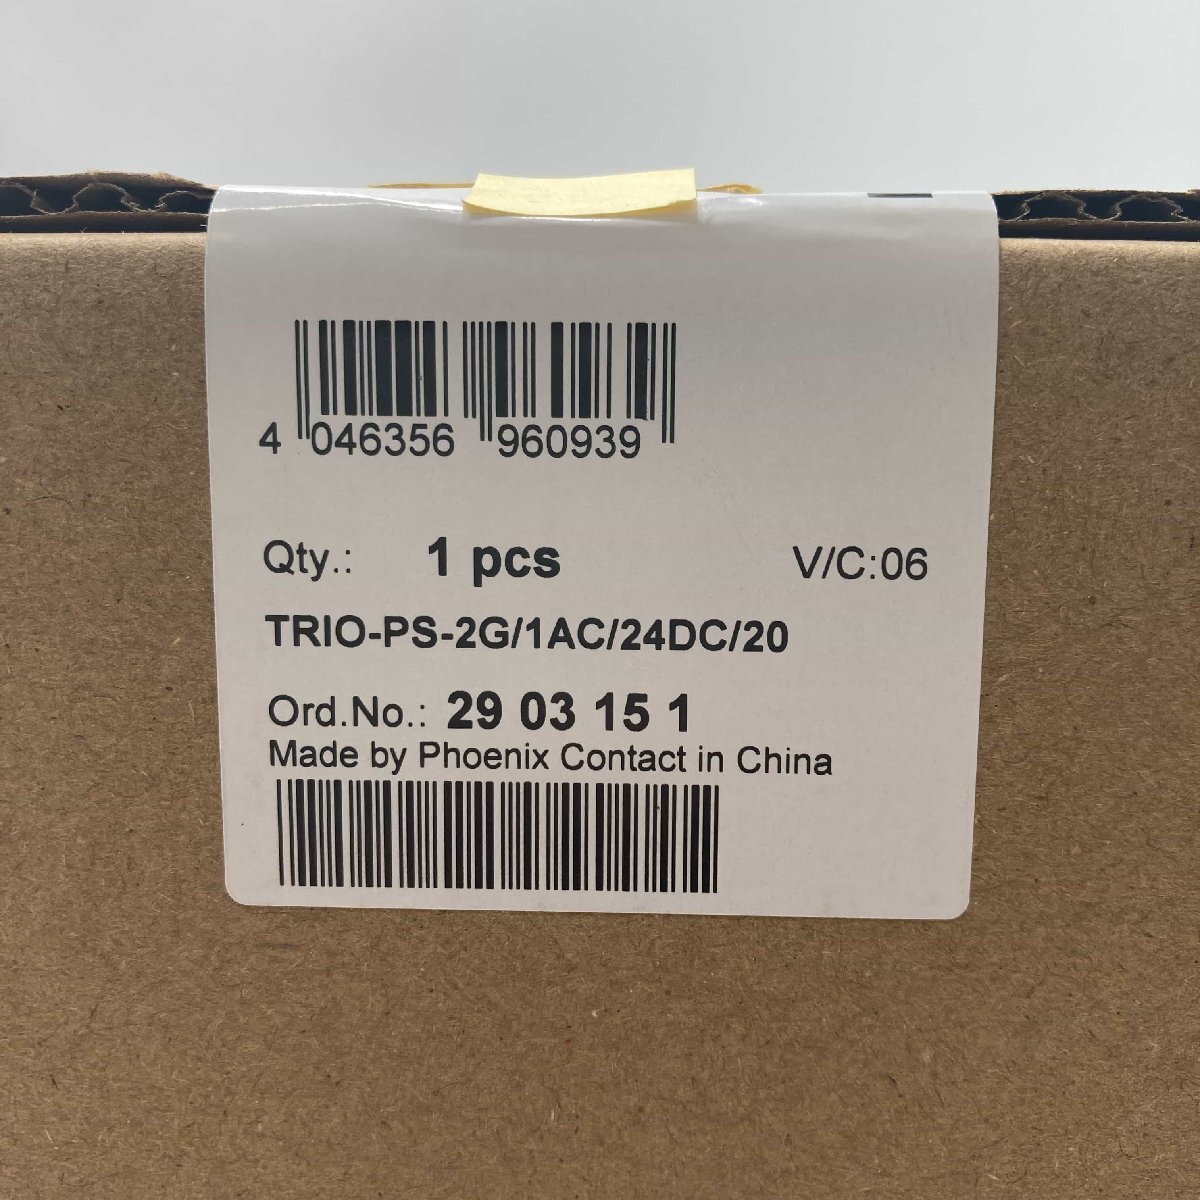 4 046356 960939
Qty.: 1 pcs V/C:06
TRIO-PS-2G/1AC/24DC/20
Ord.No.: 29 03 15 1
Made by Phoenix Contact in China